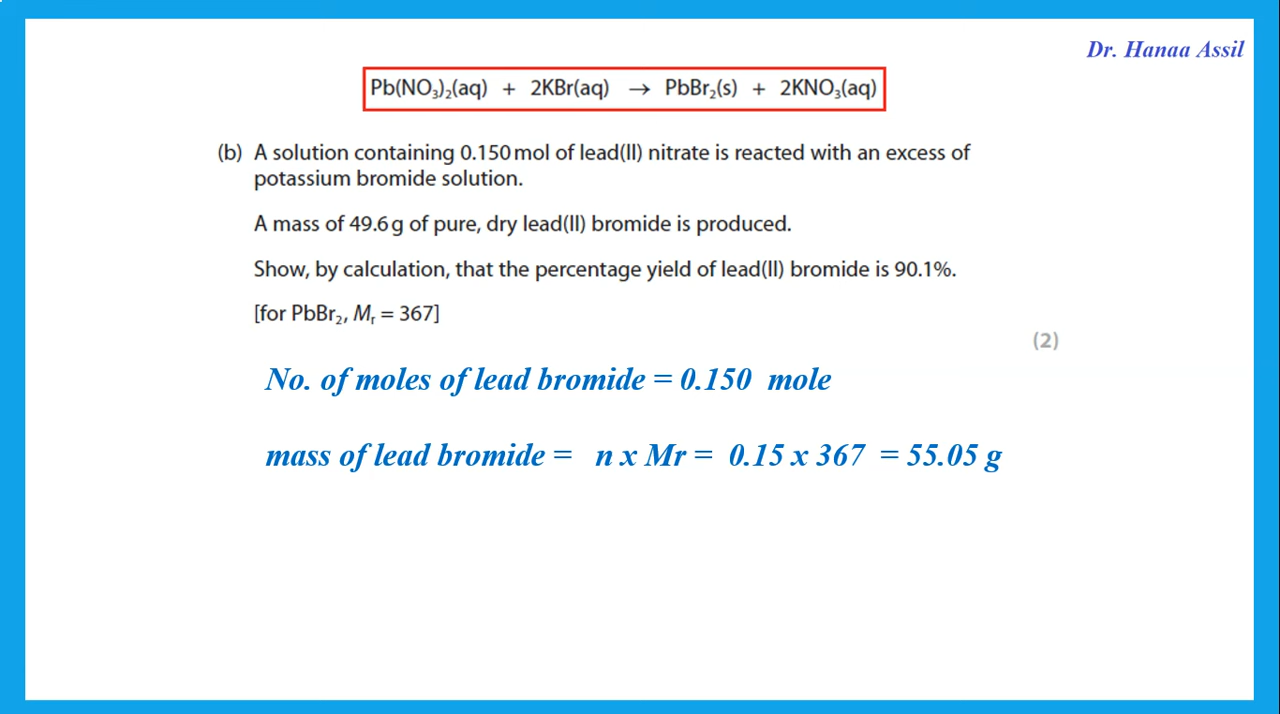 Dr. Hanaa Assil
Pb(NO₃)₂(aq) + 2KBr(aq) → PbBr₂(s) + 2KNO₃(aq)
(b) A solution containing 0.150 mol of lead(II) nitrate is reacted with an excess of
potassium bromide solution.
A mass of 49.6 g of pure, dry lead(II) bromide is produced.
Show, by calculation, that the percentage yield of lead(II) bromide is 90.1%.
[for PbBr₂, Mᵣ = 367]
(2)
No. of moles of lead bromide = 0.150 mole
mass of lead bromide = n x Mr = 0.15 x 367 = 55.05 g